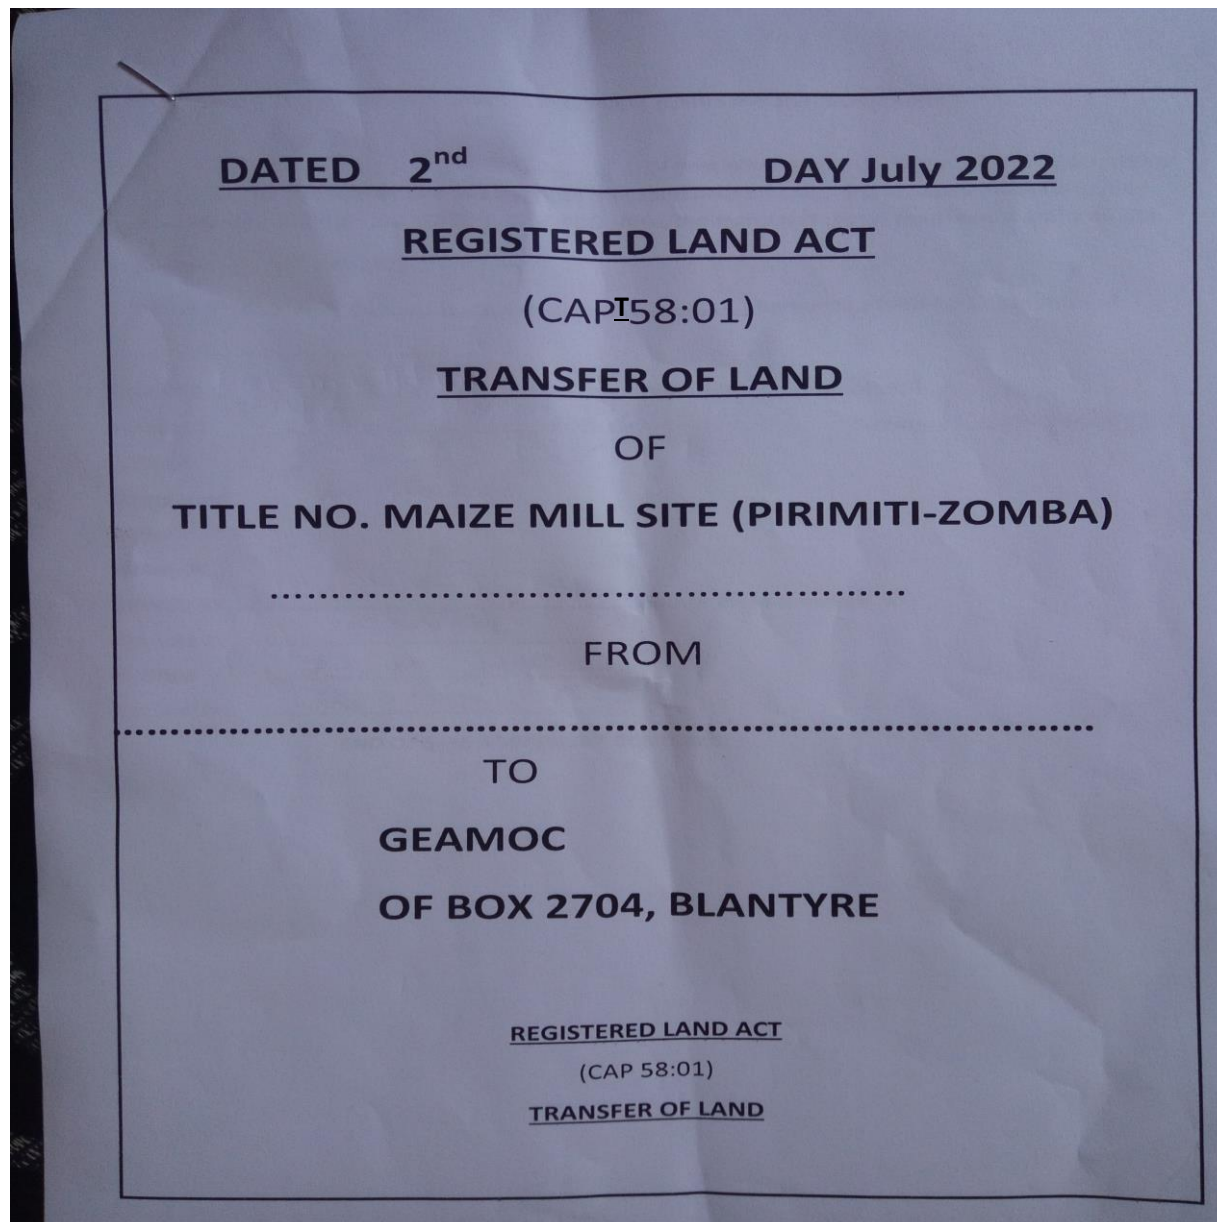 DATED 2nd DAY July 2022
REGISTERED LAND ACT
(CAP T 58:01)
TRANSFER OF LAND
OF
TITLE NO. MAIZE MILL SITE (PIRIMITI-ZOMBA)
....................................................
FROM
................................................................................
TO
GEAMOC
OF BOX 2704, BLANTYRE
REGISTERED LAND ACT
(CAP 58:01)
TRANSFER OF LAND